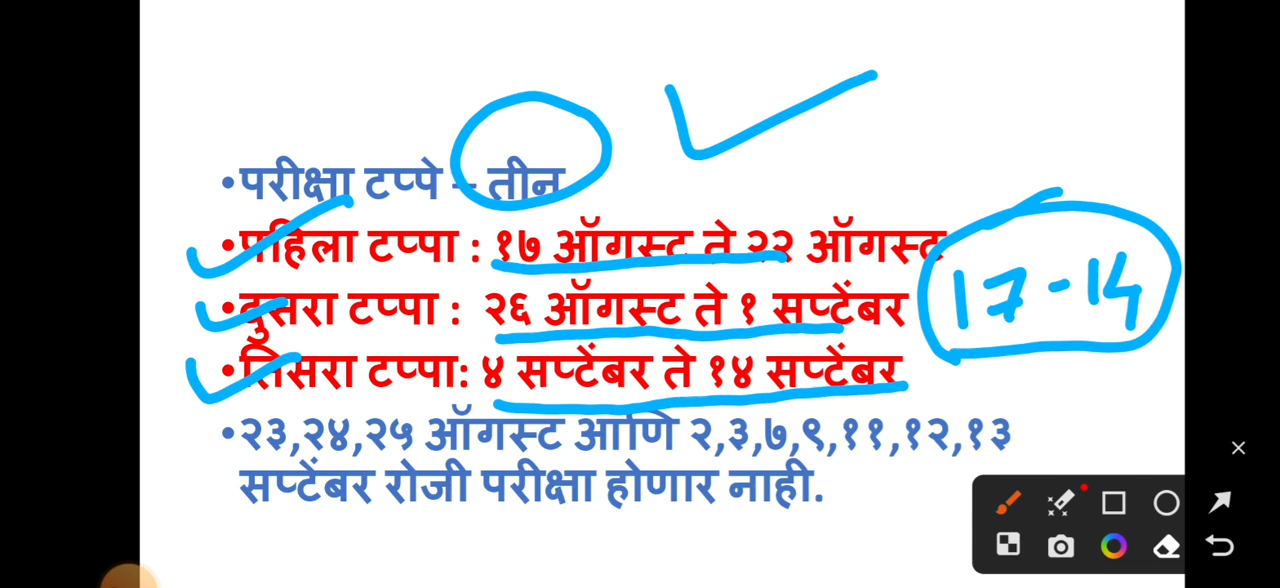 •परीक्षा टप्पे – तीन
•पहिला टप्पा : १७ ऑगस्ट ते २२ ऑगस्ट
•दुसरा टप्पा : २६ ऑगस्ट ते १ सप्टेंबर
•तिसरा टप्पा: ४ सप्टेंबर ते १४ सप्टेंबर
17-14
•२३,२४,२५ ऑगस्ट आणि २,३,७,९,११,१२,१३
सप्टेंबर रोजी परीक्षा होणार नाही.